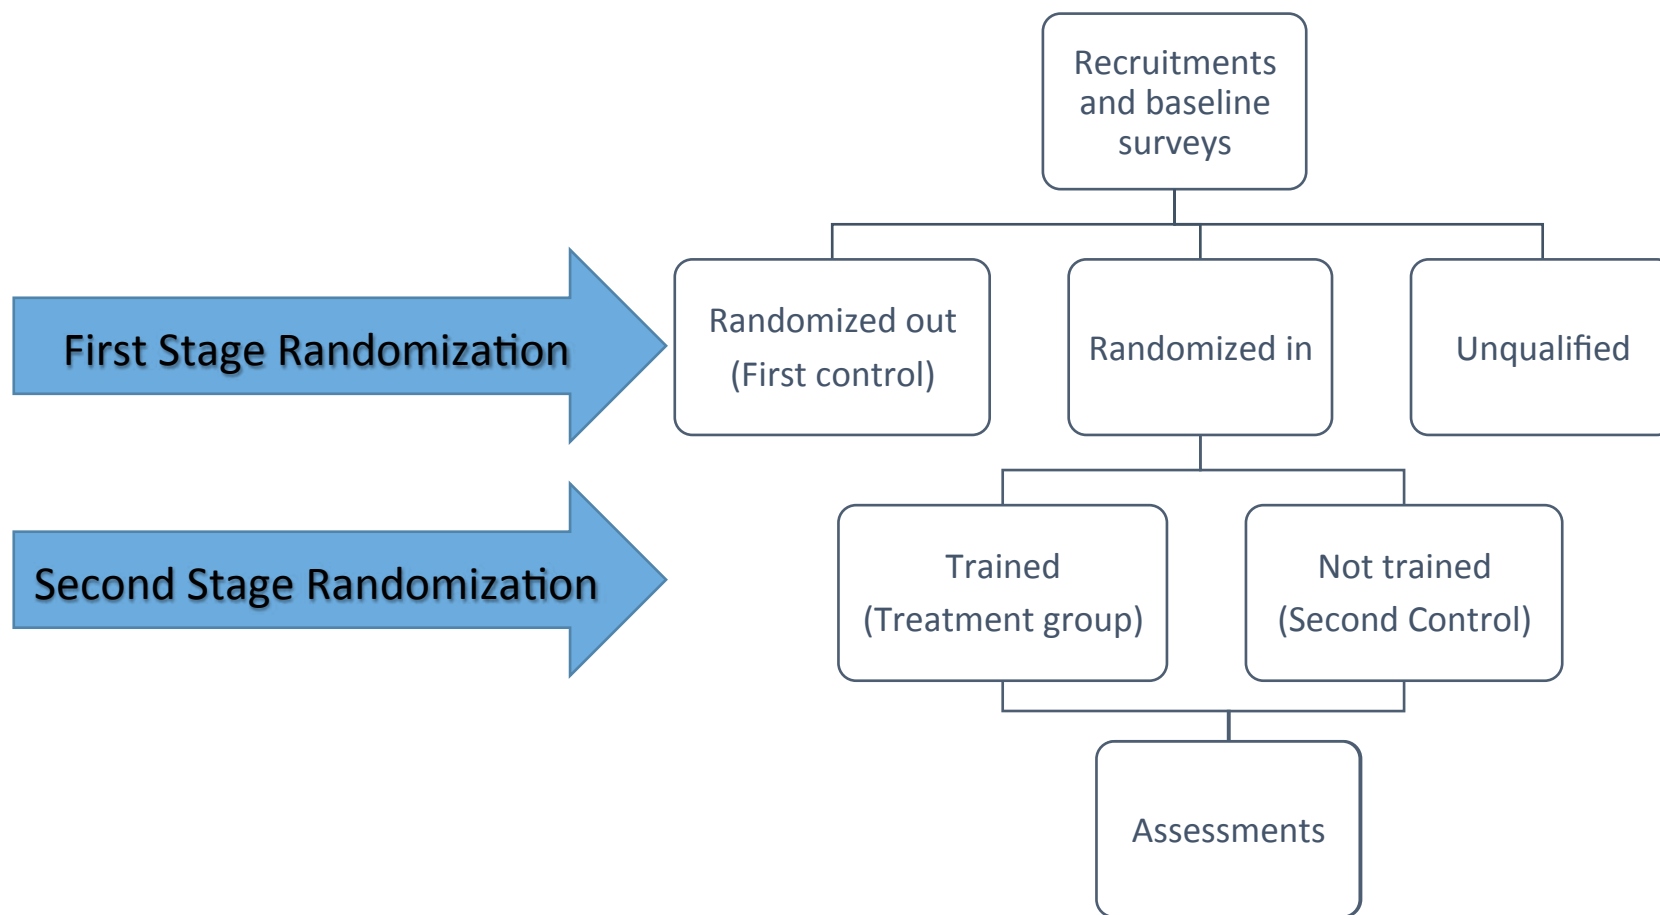 Recruitments
and baseline
surveys
First Stage Randomization
Randomized out
(First control)
Randomized in
Unqualified
Second Stage Randomization
Trained
(Treatment group)
Not trained
(Second Control)
Assessments